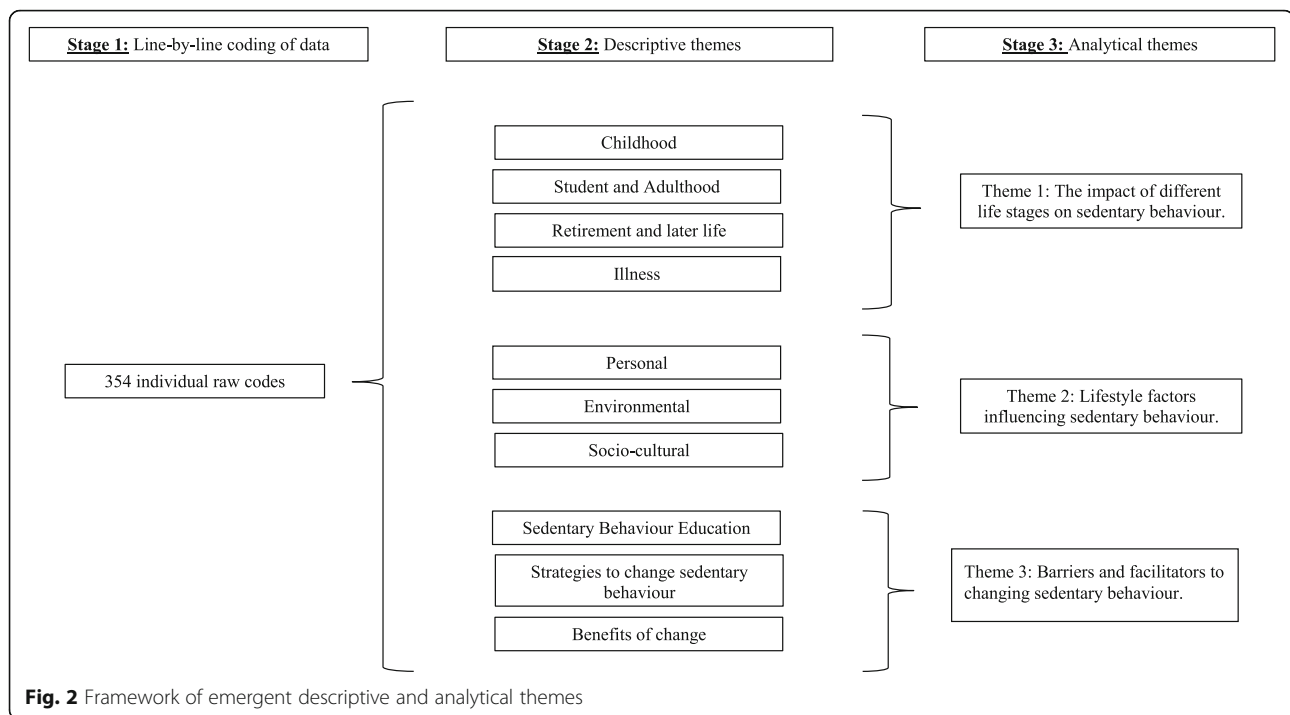 Stage 1: Line-by-line coding of data
Stage 2: Descriptive themes
Stage 3: Analytical themes
354 individual raw codes
Childhood
Student and Adulthood
Retirement and later life
Illness
Theme 1: The impact of different
life stages on sedentary behaviour.
Personal
Environmental
Socio-cultural
Theme 2: Lifestyle factors
influencing sedentary behaviour.
Sedentary Behaviour Education
Strategies to change sedentary
behaviour
Benefits of change
Theme 3: Barriers and facilitators to
changing sedentary behaviour.
Fig. 2 Framework of emergent descriptive and analytical themes